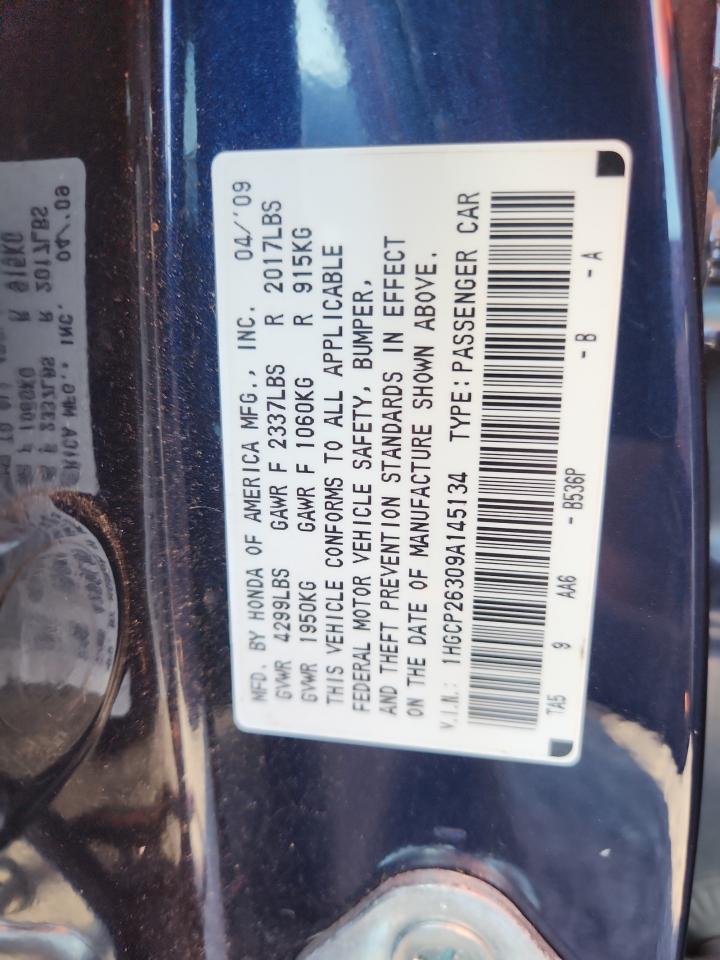 MFD. BY HONDA OF AMERICA MFG., INC. 04/'09
GVWR 4299LBS GAWR F 2337LBS R 2017LBS
GVWR 1950KG GAWR F 1060KG R 915KG
THIS VEHICLE CONFORMS TO ALL APPLICABLE
FEDERAL MOTOR VEHICLE SAFETY, BUMPER,
AND THEFT PREVENTION STANDARDS IN EFFECT
ON THE DATE OF MANUFACTURE SHOWN ABOVE.
V.I.N.: 1HGCP26309A145134 TYPE: PASSENGER CAR
TA5 9 AA6 - B536P - B - A